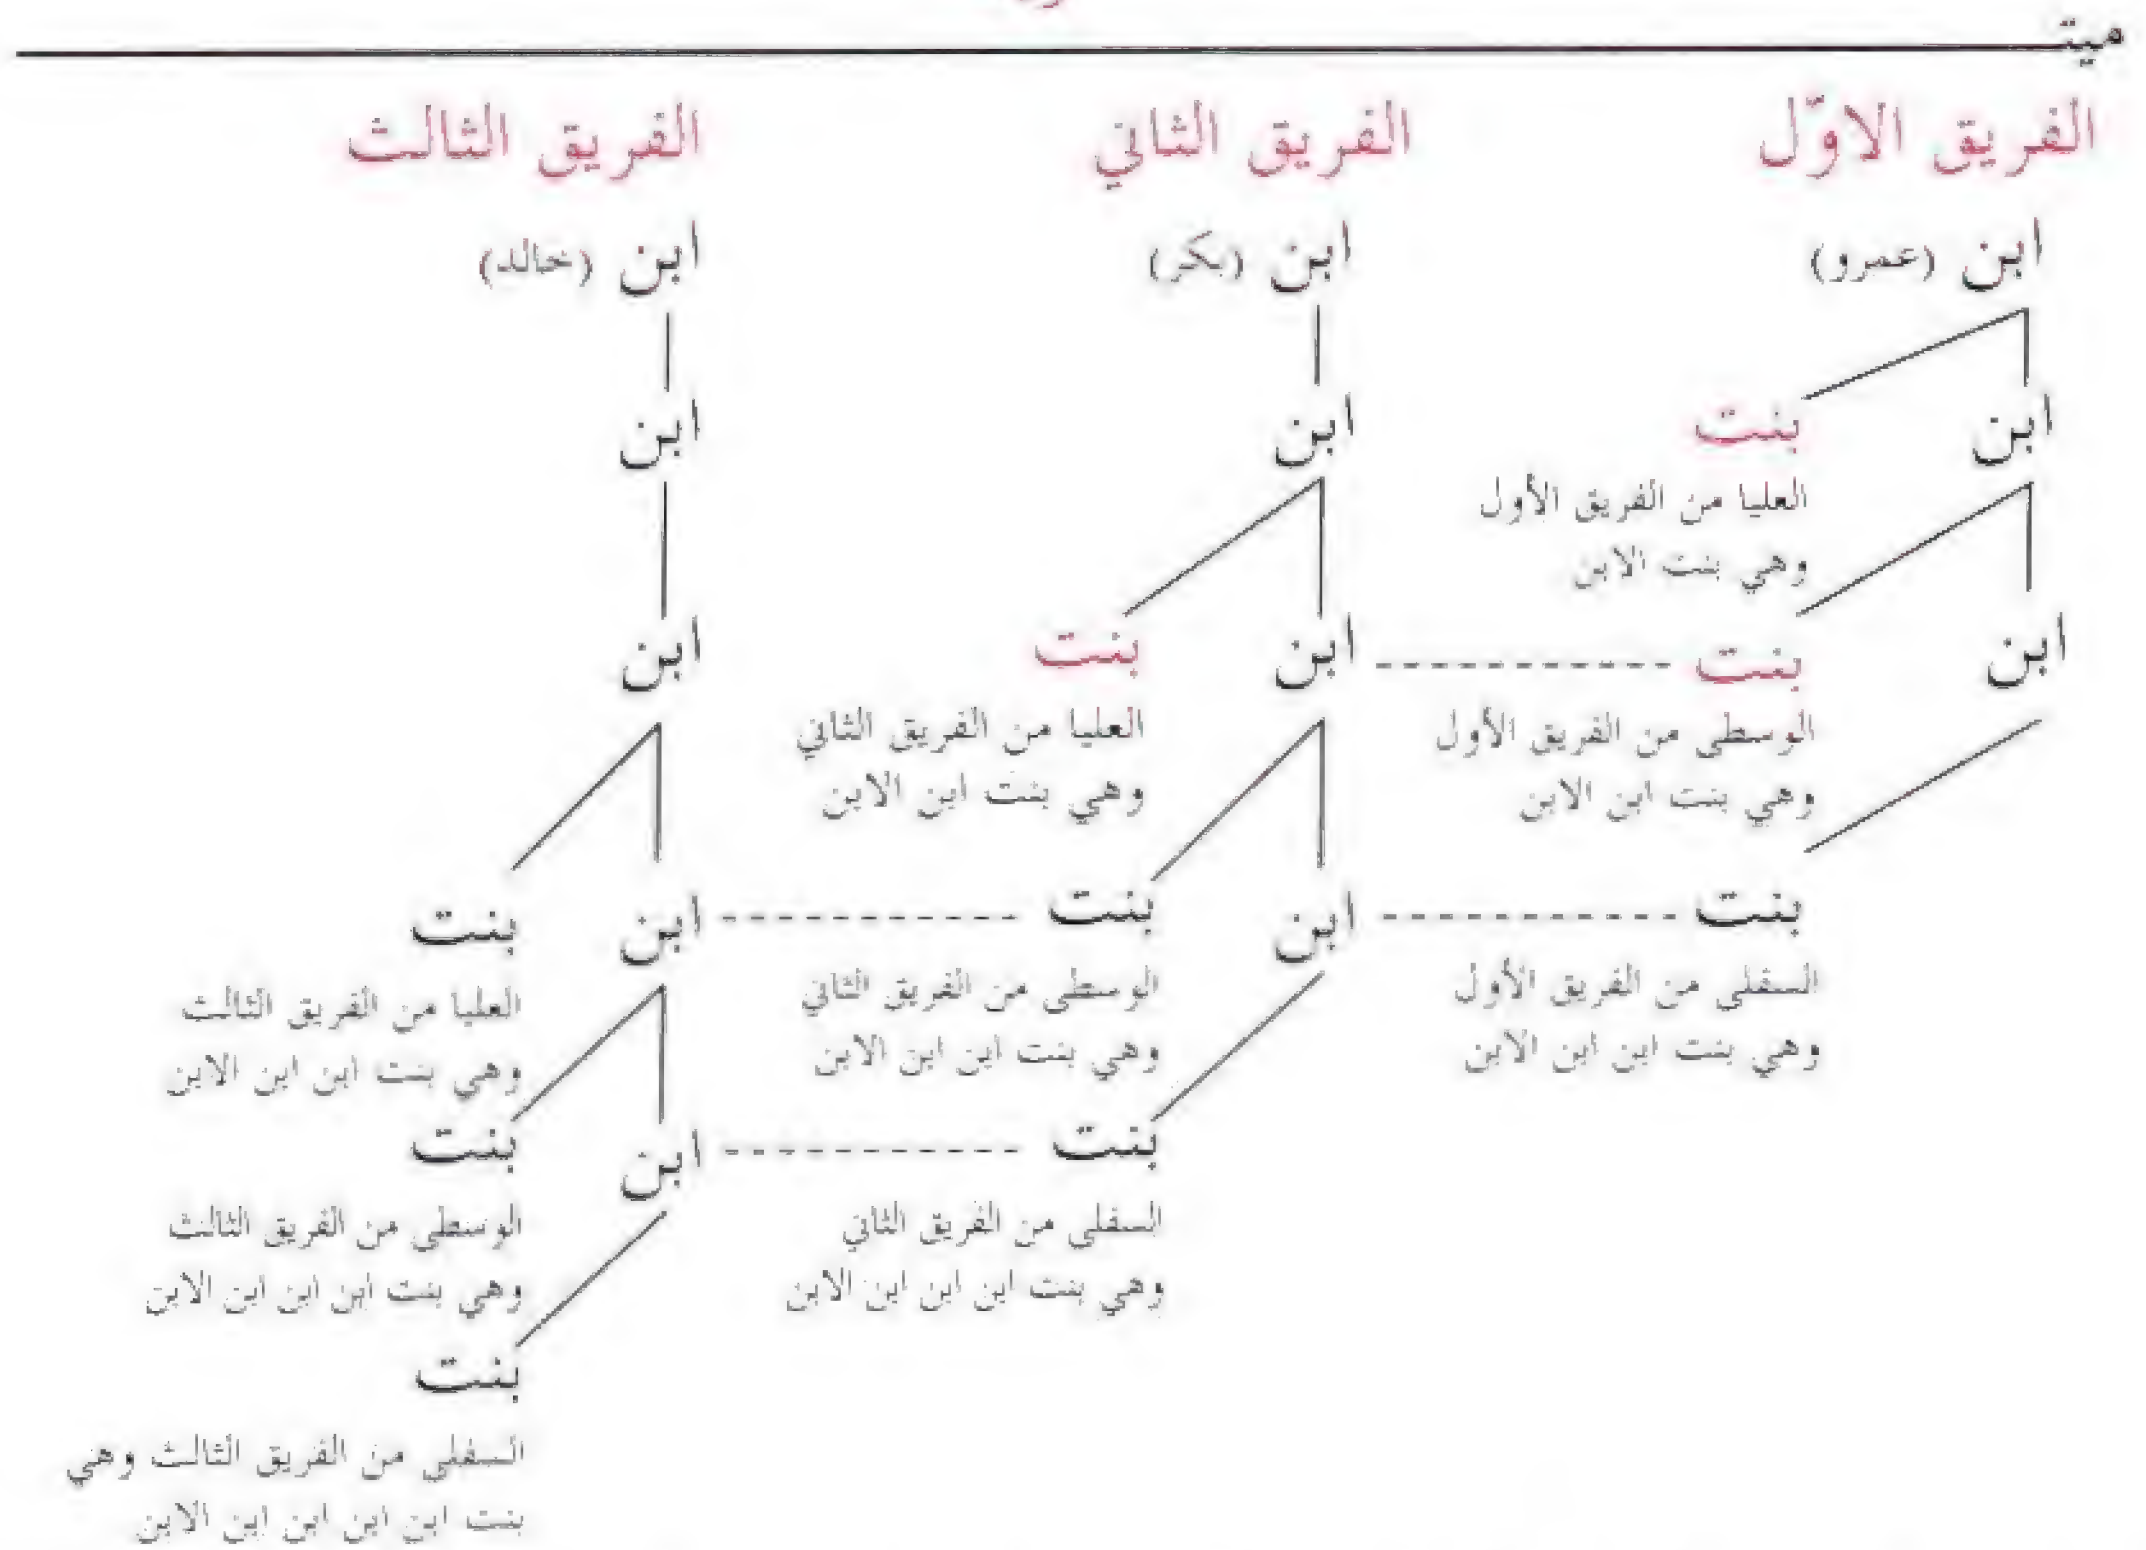 ميتـ
الفريق الاوّل
الفريق الثاني
الفريق الثالث
ابن (عمرو)
ابن (بكر)
ابن (خالد)
ابن
بنت
ابن
ابن
العليا من الفريق الأول
وهي بنت الابن
ابن
بنت
ابن
بنت
ابن
الوسطى من الفريق الأول
وهي بنت ابن الابن
العليا من الفريق الثاني
وهي بنت ابن الابن
بنت
ابن
بنت
ابن
بنت
السفلى من الفريق الأول
وهي بنت ابن ابن الابن
الوسطى من الفريق الثاني
وهي بنت ابن ابن الابن
العليا من الفريق الثالث
وهي بنت ابن ابن الابن
بنت
ابن
بنت
السفلى من الفريق الثاني
وهي بنت ابن ابن ابن الابن
الوسطى من الفريق الثالث
وهي بنت ابن ابن ابن الابن
بنت
السفلى من الفريق الثالث وهي
بنت ابن ابن ابن ابن الابن